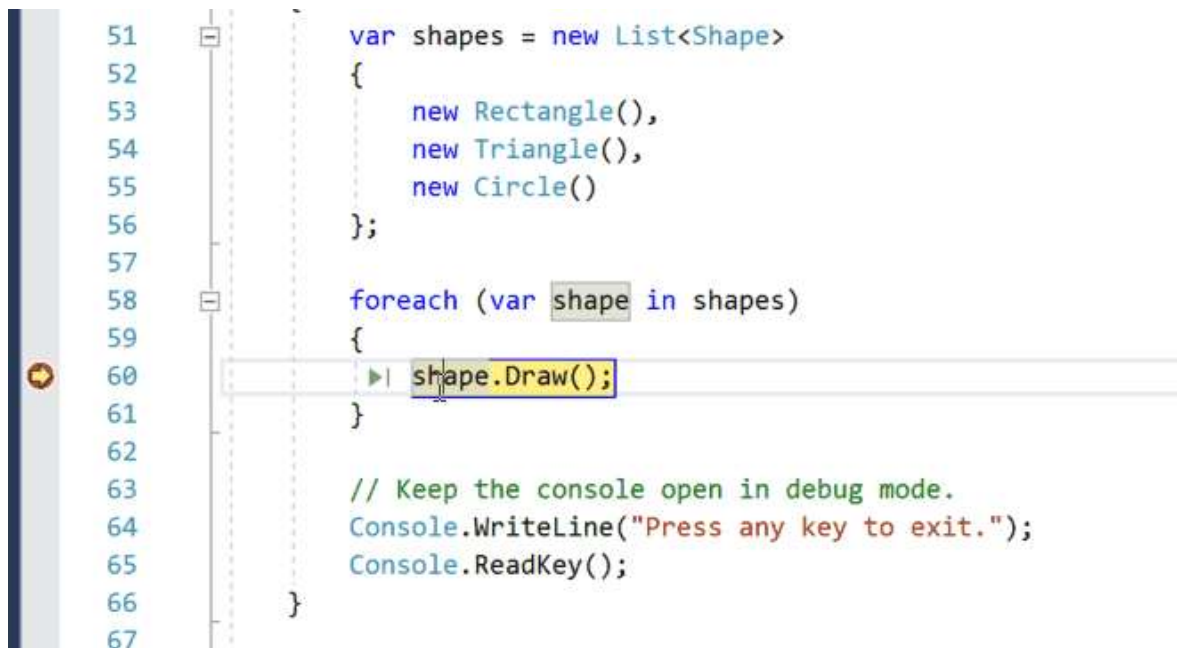 51 var shapes = new List<Shape>
52 {
53 new Rectangle(),
54 new Triangle(),
55 new Circle()
56 };
57
58 foreach (var shape in shapes)
59 {
60 shape.Draw();
61 }
62
63 // Keep the console open in debug mode.
64 Console.WriteLine("Press any key to exit.");
65 Console.ReadKey();
66 }
67